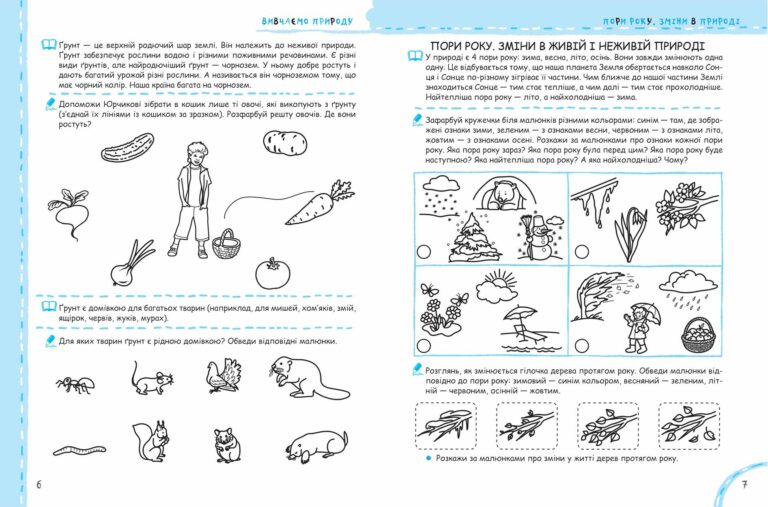 ВИВЧАЄМО ПРИРОДУ
Ґрунт — це верхній родючий шар землі. Він належить до неживої природи.
Ґрунт забезпечує рослини водою і різними поживними речовинами. Є різні
види ґрунтів, але найродючіший ґрунт — чорнозем. У ньому добре ростуть і
дають багатий урожай різні рослини. А називається він чорноземом тому, що
має чорний колір. Наша країна багата на чорнозем.
Допоможи Юрчикові зібрати в кошик лише ті овочі, які викопують з ґрунту
(з’єднай їх лініями із кошиком за зразком). Розфарбуй решту овочів. Де вони
ростуть?
Ґрунт є домівкою для багатьох тварин (наприклад, для мишей, хом’яків, змій,
ящірок, червів, жуків, мурах).
Для яких тварин ґрунт є рідною домівкою? Обведи відповідні малюнки.
6
ПОРИ РОКУ. ЗМІНИ В ПРИРОДІ
ПОРИ РОКУ. ЗМІНИ В ЖИВІЙ І НЕЖИВІЙ ПРИРОДІ
У природі є 4 пори року: зима, весна, літо, осінь. Вони завжди змінюють одна
одну. Це відбувається тому, що наша планета Земля обертається навколо Сон-
ця і Сонце по-різному зігріває її частини. Чим ближче до нашої частини Землі
знаходиться Сонце — тим стає тепліше, а чим далі — тим стає прохолодніше.
Найтепліша пора року — літо, а найхолодніша — зима.
Зафарбуй кружечки біля малюнків різними кольорами: синім — там, де зобра-
жені ознаки зими, зеленим — з ознаками весни, червоним — з ознаками літа,
жовтим — з ознаками осені. Розкажи за малюнками про ознаки кожної пори
року. Яка пора року зараз? Яка пора року була перед цим? Яка пора року буде
наступною? Яка найтепліша пора року? А яка найхолодніша? Чому?
Розглянь, як змінюється гілочка дерева протягом року. Обведи малюнки від-
повідно до пори року: зимовий — синім кольором, весняний — зеленим, літ-
ній — червоним, осінній — жовтим.
Розкажи за малюнками про зміни у житті дерев протягом року.
7